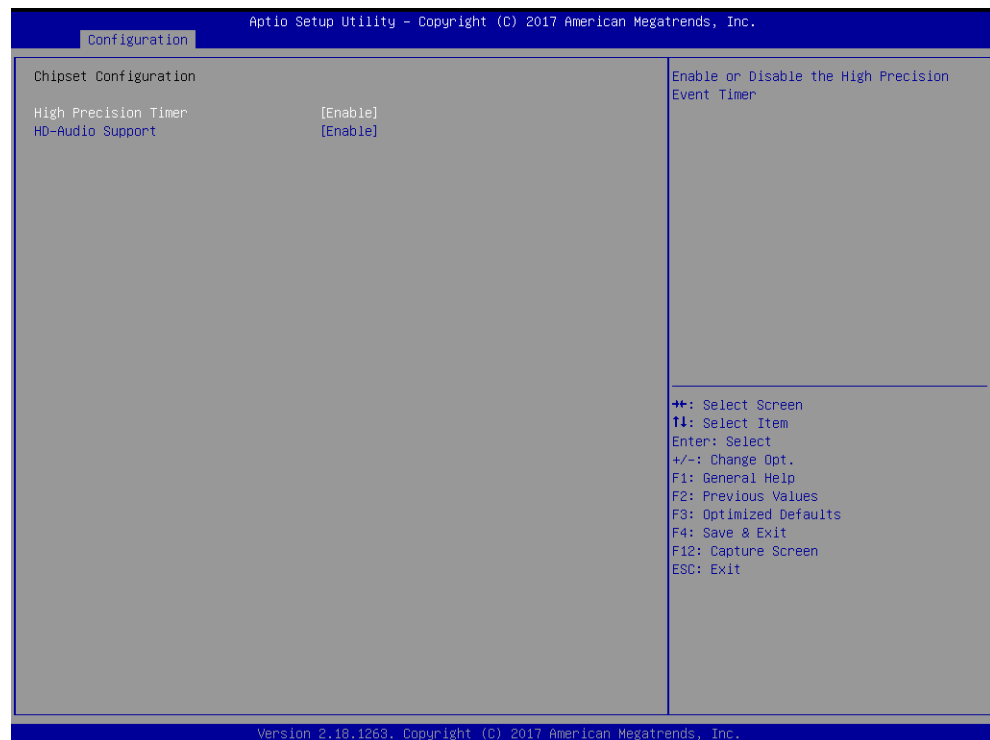 Aptio Setup Utility – Copyright (C) 2017 American Megatrends, Inc.
Configuration
Chipset Configuration
High Precision Timer [Enable]
HD-Audio Support [Enable]
Enable or Disable the High Precision
Event Timer
→←: Select Screen
↑↓: Select Item
Enter: Select
+/-: Change Opt.
F1: General Help
F2: Previous Values
F3: Optimized Defaults
F4: Save & Exit
F12: Capture Screen
ESC: Exit
Version 2.18.1263. Copyright (C) 2017 American Megatrends, Inc.